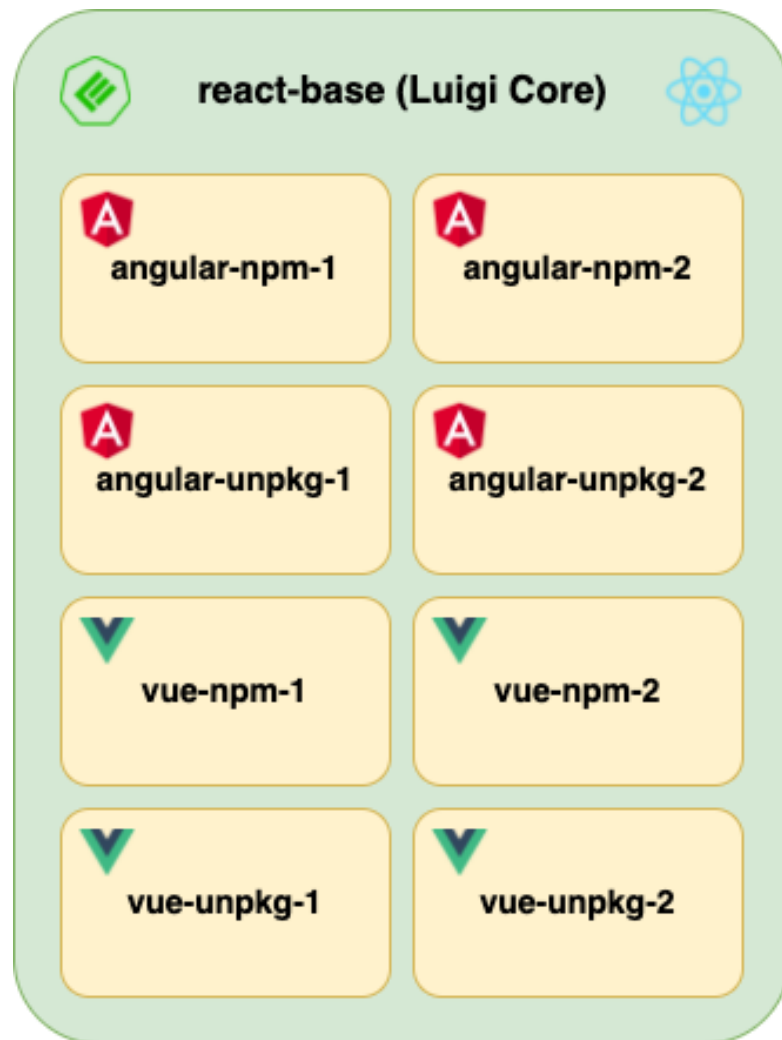 react-base (Luigi Core)
angular-npm-1
angular-npm-2
angular-unpkg-1
angular-unpkg-2
vue-npm-1
vue-npm-2
vue-unpkg-1
vue-unpkg-2